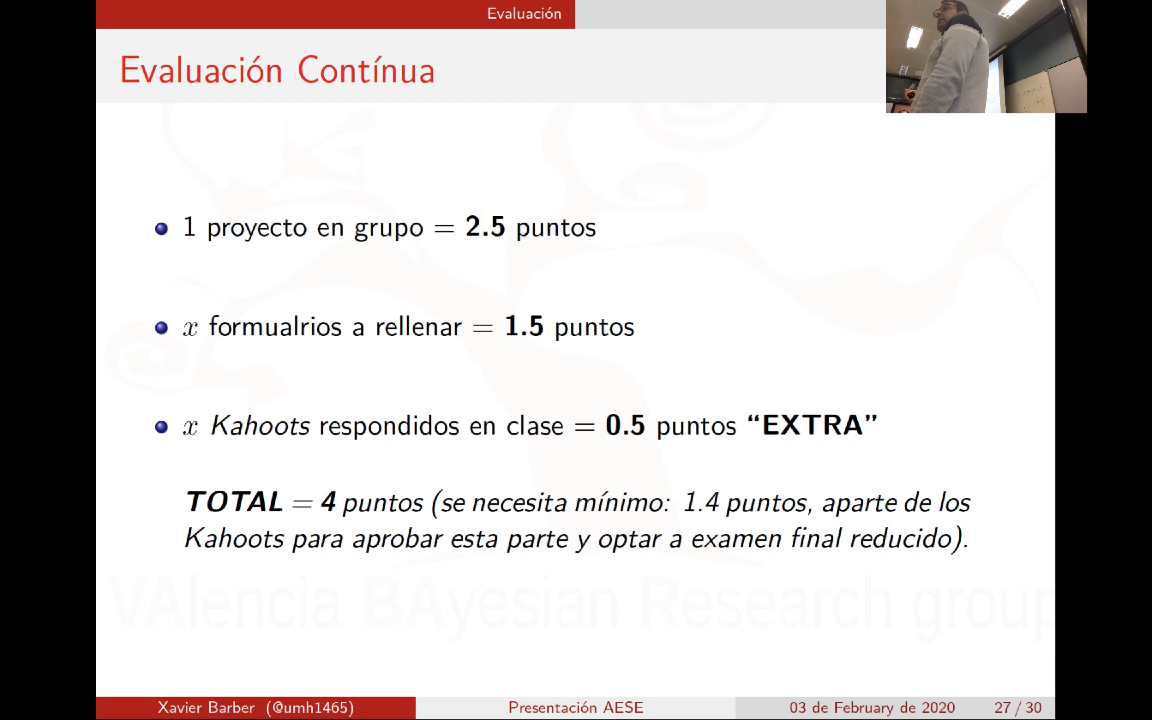 Evaluación
Evaluación Contínua
1 proyecto en grupo = 2.5 puntos
x formualrios a rellenar = 1.5 puntos
x Kahoots respondidos en clase = 0.5 puntos “EXTRA”
TOTAL = 4 puntos (se necesita mínimo: 1.4 puntos, aparte de los
Kahoots para aprobar esta parte y optar a examen final reducido).
VAlencia BAyesian Research group
Xavier Barber (@umh1465)
Presentación AESE
03 de February de 2020
27 / 30